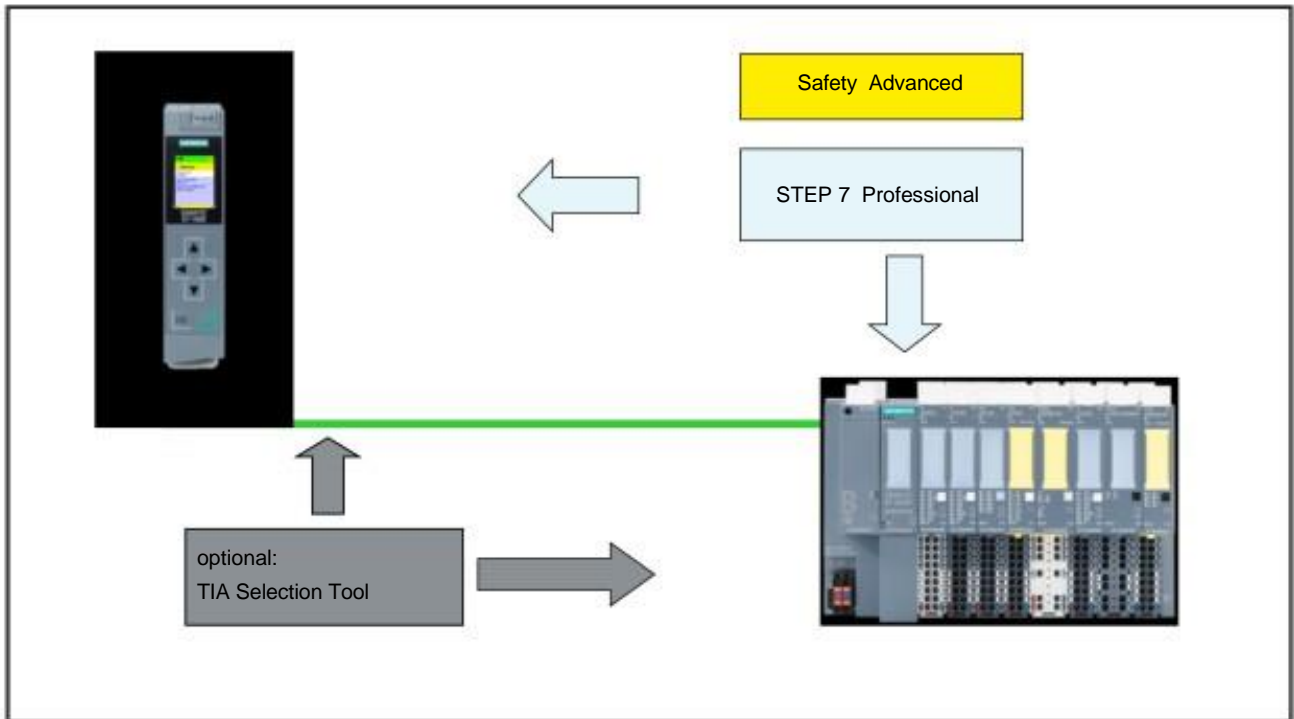 Safety Advanced
STEP 7 Professional
optional:
TIA Selection Tool